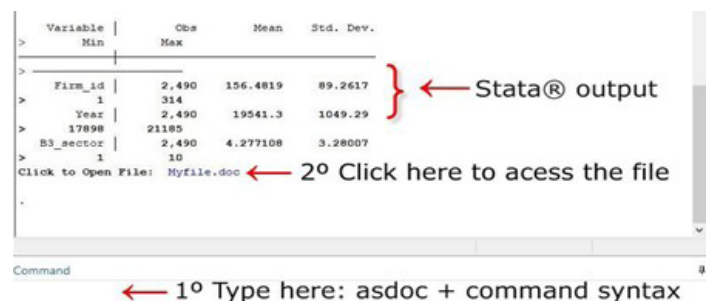 Variable | Obs Mean Std. Dev.
> Min Max
>
Firm_id | 2,490 156.4819 89.2617
> 1 314
Year | 2,490 19541.3 1049.29
> 17898 21185
B3_sector | 2,490 4.277108 3.28007
> 1 10
Stata® output
Click to Open File: Myfile.doc
2º Click here to acess the file
.
Command
1º Type here: asdoc + command syntax